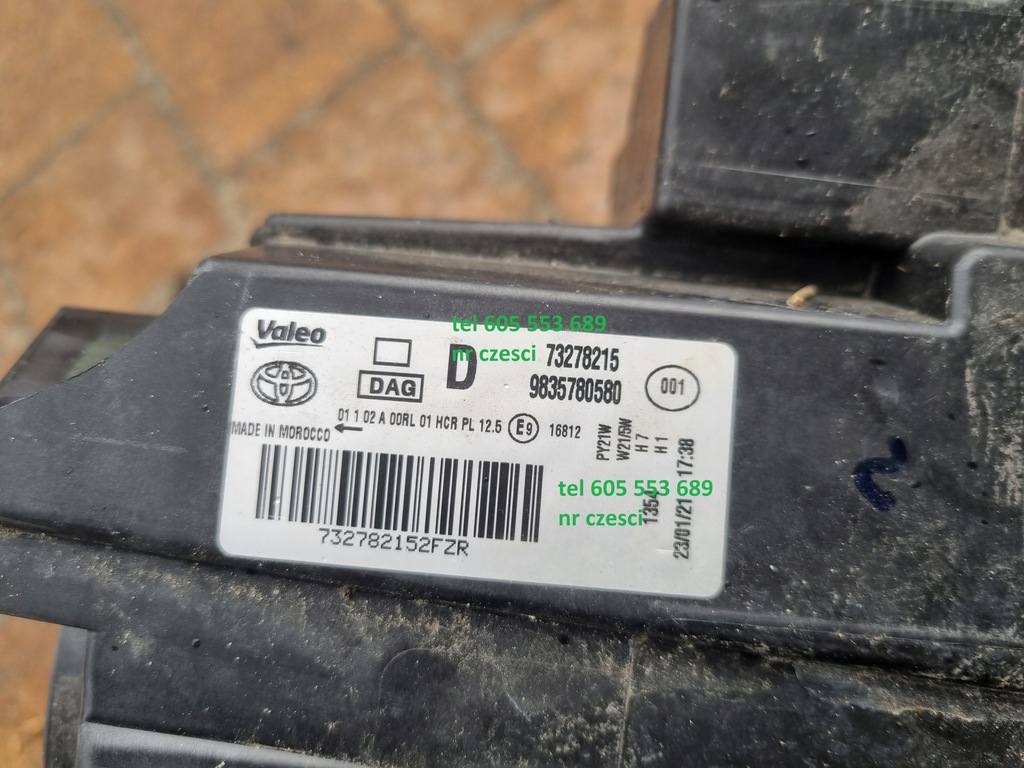 Valeo
tel 605 553 689
nr czesci
D
73278215
9835780580
DAG
001
01 1 02 A 00RL 01 HCR PL 12.5 E9 16812
MADE IN MOROCCO
PY21W
W21/5W
H7
H1
732782152FZR
tel 605 553 689
nr czesci
1354
23/01/21 17:38